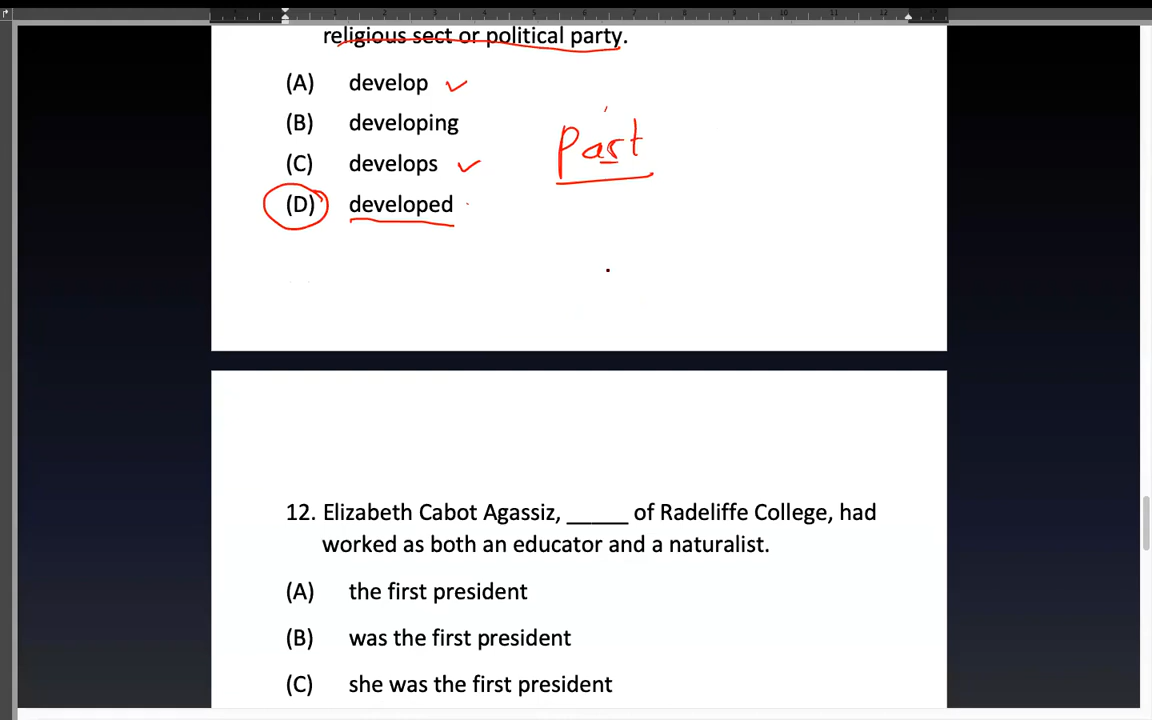 religious sect or political party.
(A) develop
(B) developing
(C) develops
(D) developed
Past
12. Elizabeth Cabot Agassiz, _____ of Radeliffe College, had
worked as both an educator and a naturalist.
(A) the first president
(B) was the first president
(C) she was the first president